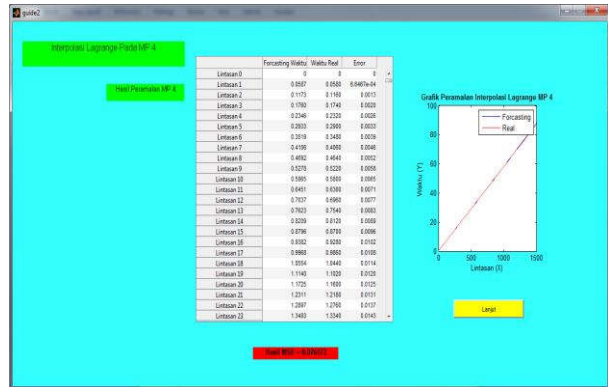 guide2
Interpolasi Lagrange Pada MP 4
Hasil Peramalan MP 4
Forcasting Waktu Waktu Real Error
Lintasan 0 0 0 0
Lintasan 1 0.0587 0.0580
Lintasan 2 0.1173 0.1160 0.0013
Lintasan 3 0.1760 0.1740 0.0020
Lintasan 4 0.2346 0.2320 0.0026
Lintasan 5 0.2933 0.2900 0.0033
Lintasan 6 0.3519 0.3480 0.0039
Lintasan 7 0.4106 0.4060 0.0046
Lintasan 8 0.4692 0.4640 0.0052
Lintasan 9 0.5278 0.5220 0.0058
Lintasan 10 0.5865 0.5800 0.0065
Lintasan 11 0.6451 0.6380 0.0071
Lintasan 12 0.7037 0.6960 0.0077
Lintasan 13 0.7623 0.7540 0.0083
Lintasan 14 0.8209 0.8120 0.0089
Lintasan 15 0.8796 0.8700 0.0096
Lintasan 16 0.9382 0.9280 0.0102
Lintasan 17 0.9968 0.9860 0.0108
Lintasan 18 1.0554 1.0440 0.0114
Lintasan 19 1.1140 1.1020 0.0120
Lintasan 20 1.1725 1.1600 0.0125
Lintasan 21 1.2311 1.2180 0.0131
Lintasan 22 1.2897 1.2760 0.0137
Lintasan 23 1.3483 1.3340 0.0143
Grafik Peramalan Interpolasi Lagrange MP 4
Forcasting
Real
100
80
60
40
20
0
Waktu (Y)
0 500 1000 1500
Lintasan (X)
Lanjut
Hasil MSE =